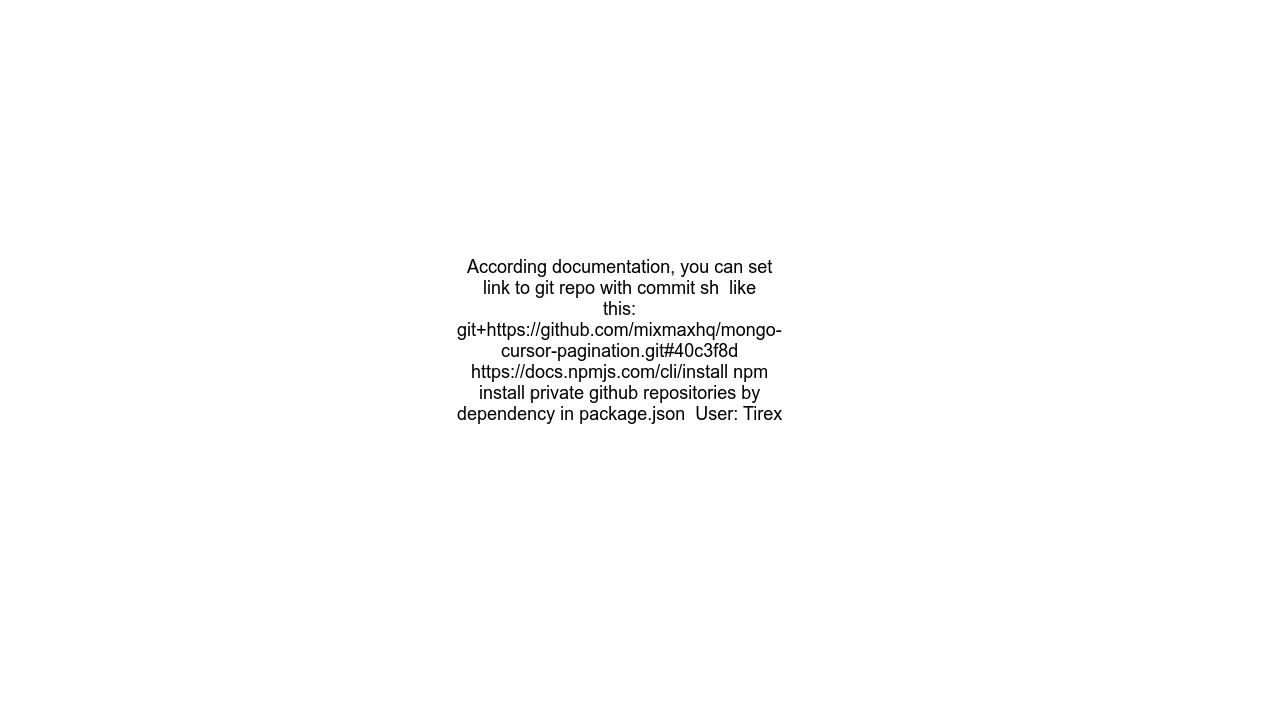 According documentation, you can set
link to git repo with commit sh  like
this:
git+https://github.com/mixmaxhq/mongo-
cursor-pagination.git#40c3f8d
https://docs.npmjs.com/cli/install npm
install private github repositories by
dependency in package.json  User: Tirex